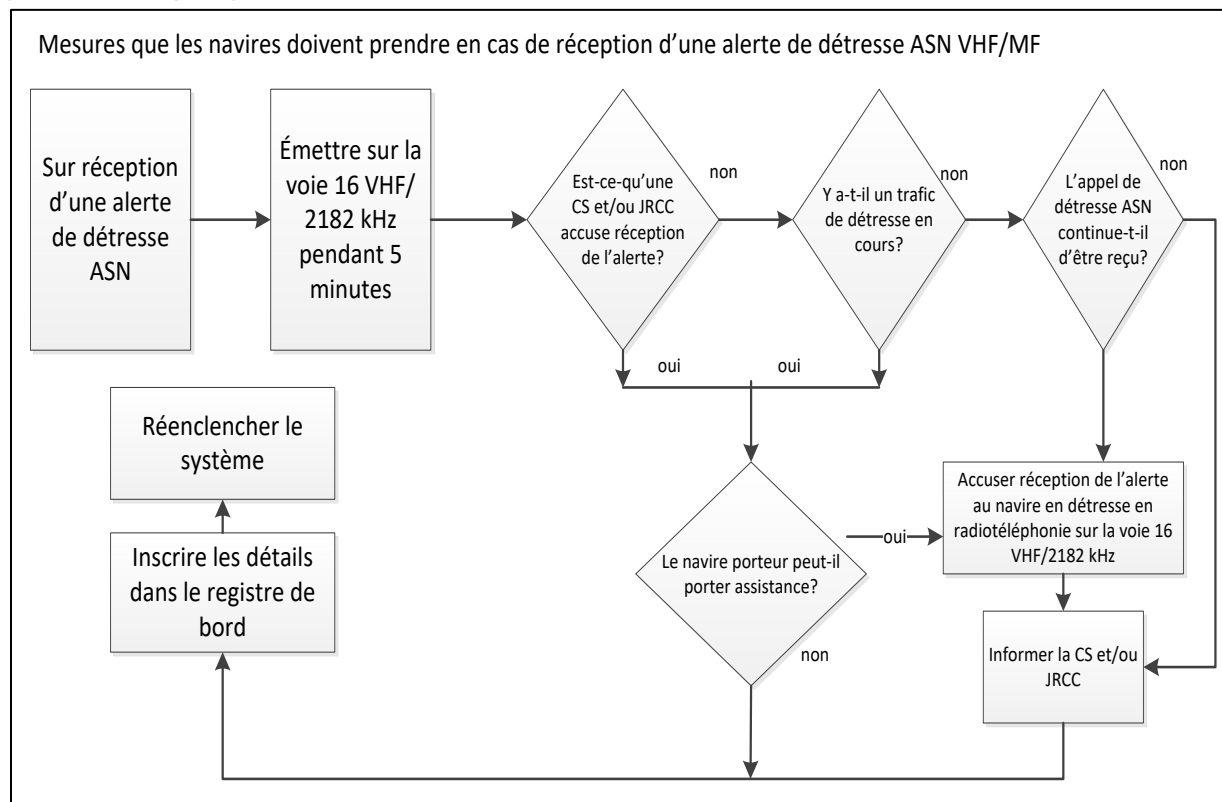 Mesures que les navires doivent prendre en cas de réception d’une alerte de détresse ASN VHF/MF
Sur réception
d’une alerte
de détresse
ASN
Émettre sur la
voie 16 VHF/
2182 kHz
pendant 5
minutes
Est-ce-qu’une
CS et/ou JRCC
accuse réception
de l’alerte?
non
Y a-t-il un trafic
de détresse en
cours?
non
L’appel de
détresse ASN
continue-t-il
d’être reçu?
non
oui
oui
Réenclencher le
système
Inscrire les détails
dans le registre de
bord
Le navire porteur peut-il
porter assistance?
oui
non
Accuser réception de l’alerte
au navire en détresse en
radiotéléphonie sur la voie 16
VHF/2182 kHz
Informer la CS et/ou
JRCC